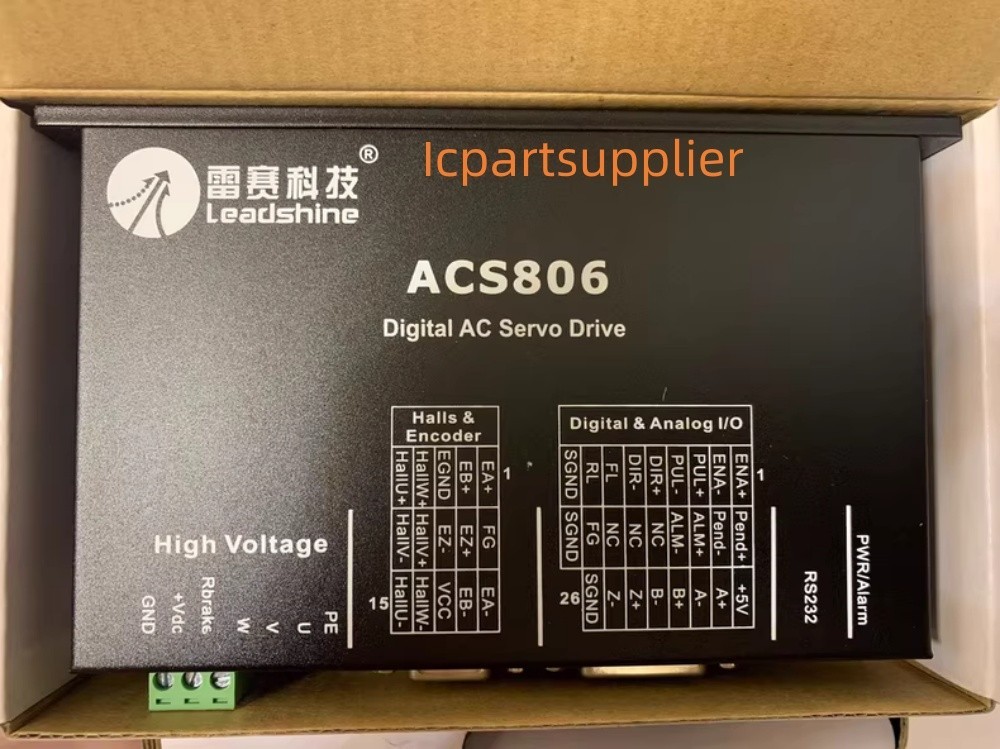 Icpartsupplier
雷赛科技®
Leadshine
ACS806
Digital AC Servo Drive
High Voltage
GND
+Vdc
Rbrake
W
V
U
PE
Halls &
Encoder
1
HallU+ HallW+ EGND EB+ EA+
HallV- HallV+ EZ- EZ+ FG
HallU- HallW- VCC EB- EA-
15
Digital & Analog I/O
1
SGND RL FL DIR- DIR+ PUL- PUL+ ENA- ENA+
SGND FG NC NC NC ALM- ALM+ Pend- Pend+
SGND Z- Z+ B- B+ A- A+ +5V
26
RS232
PWR/Alarm